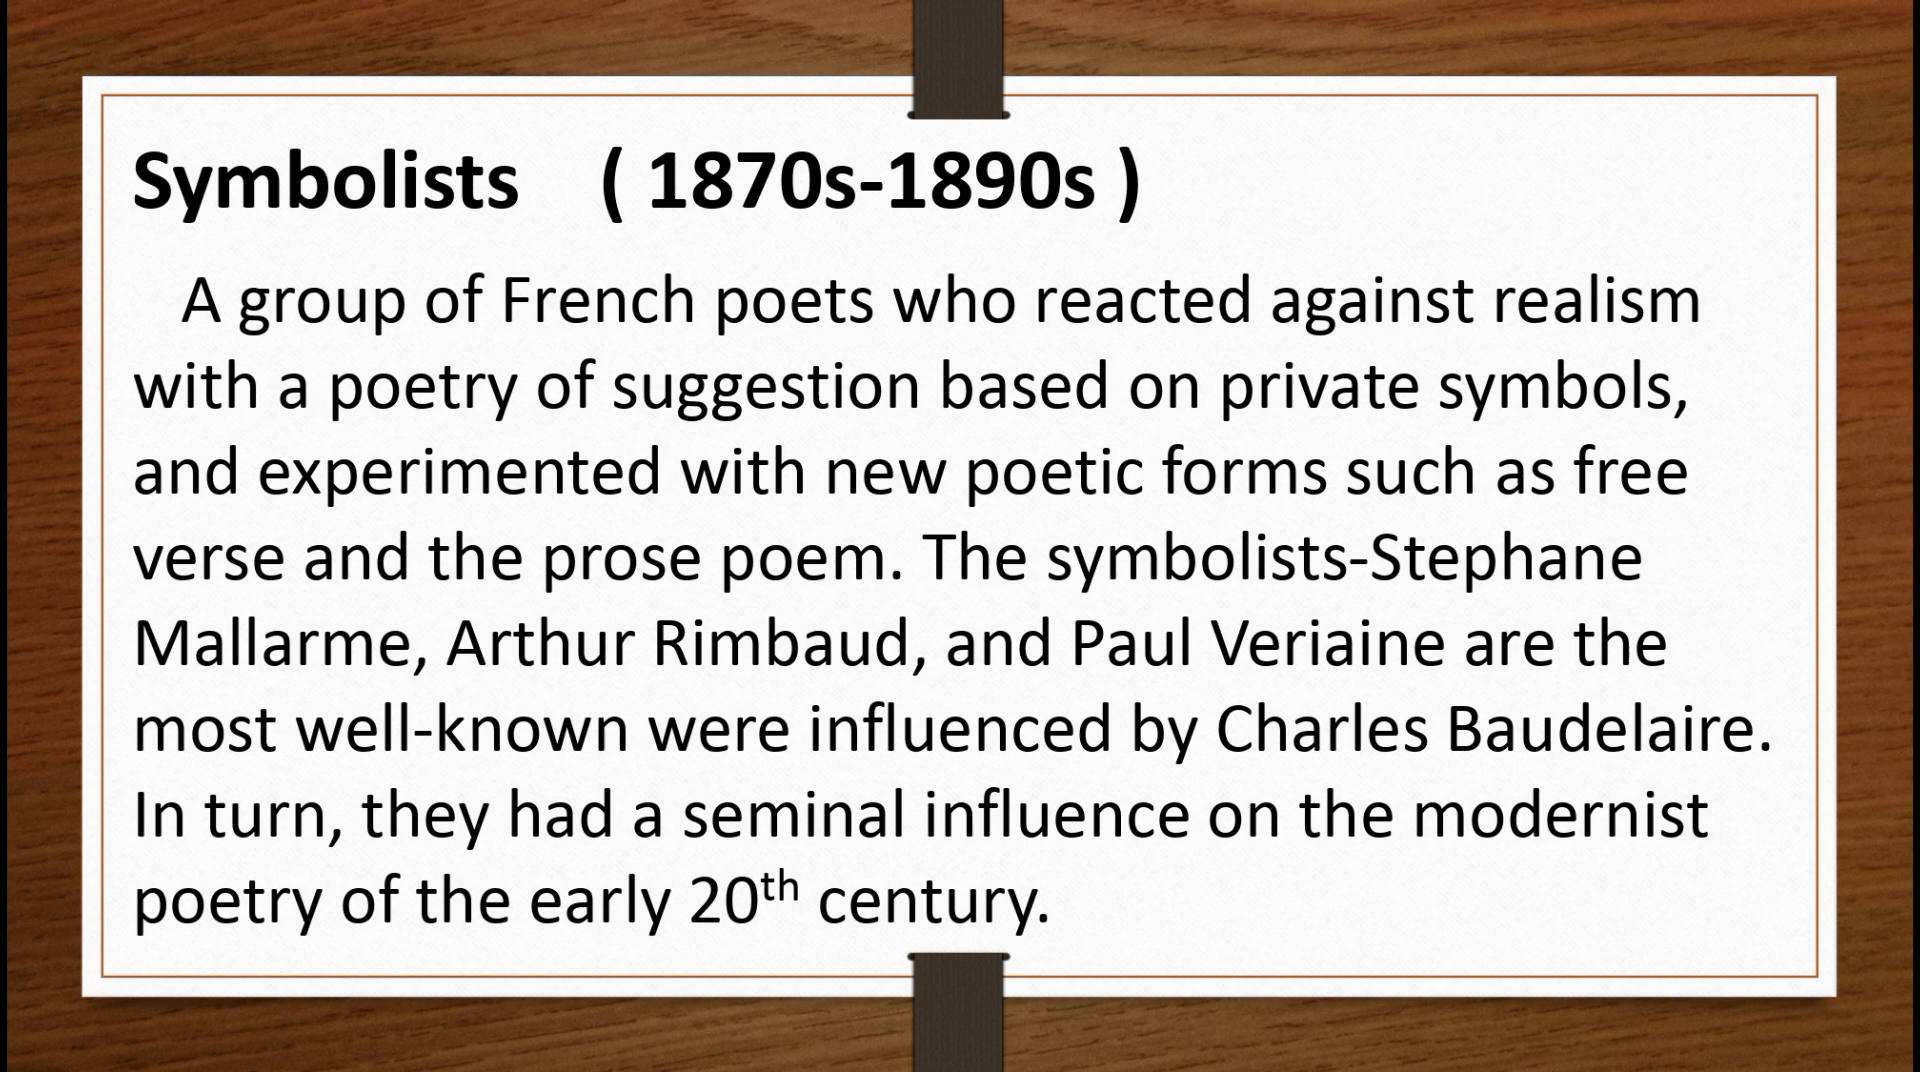 Symbolists ( 1870s-1890s )
A group of French poets who reacted against realism
with a poetry of suggestion based on private symbols,
and experimented with new poetic forms such as free
verse and the prose poem. The symbolists-Stephane
Mallarme, Arthur Rimbaud, and Paul Veriaine are the
most well-known were influenced by Charles Baudelaire.
In turn, they had a seminal influence on the modernist
poetry of the early 20th century.